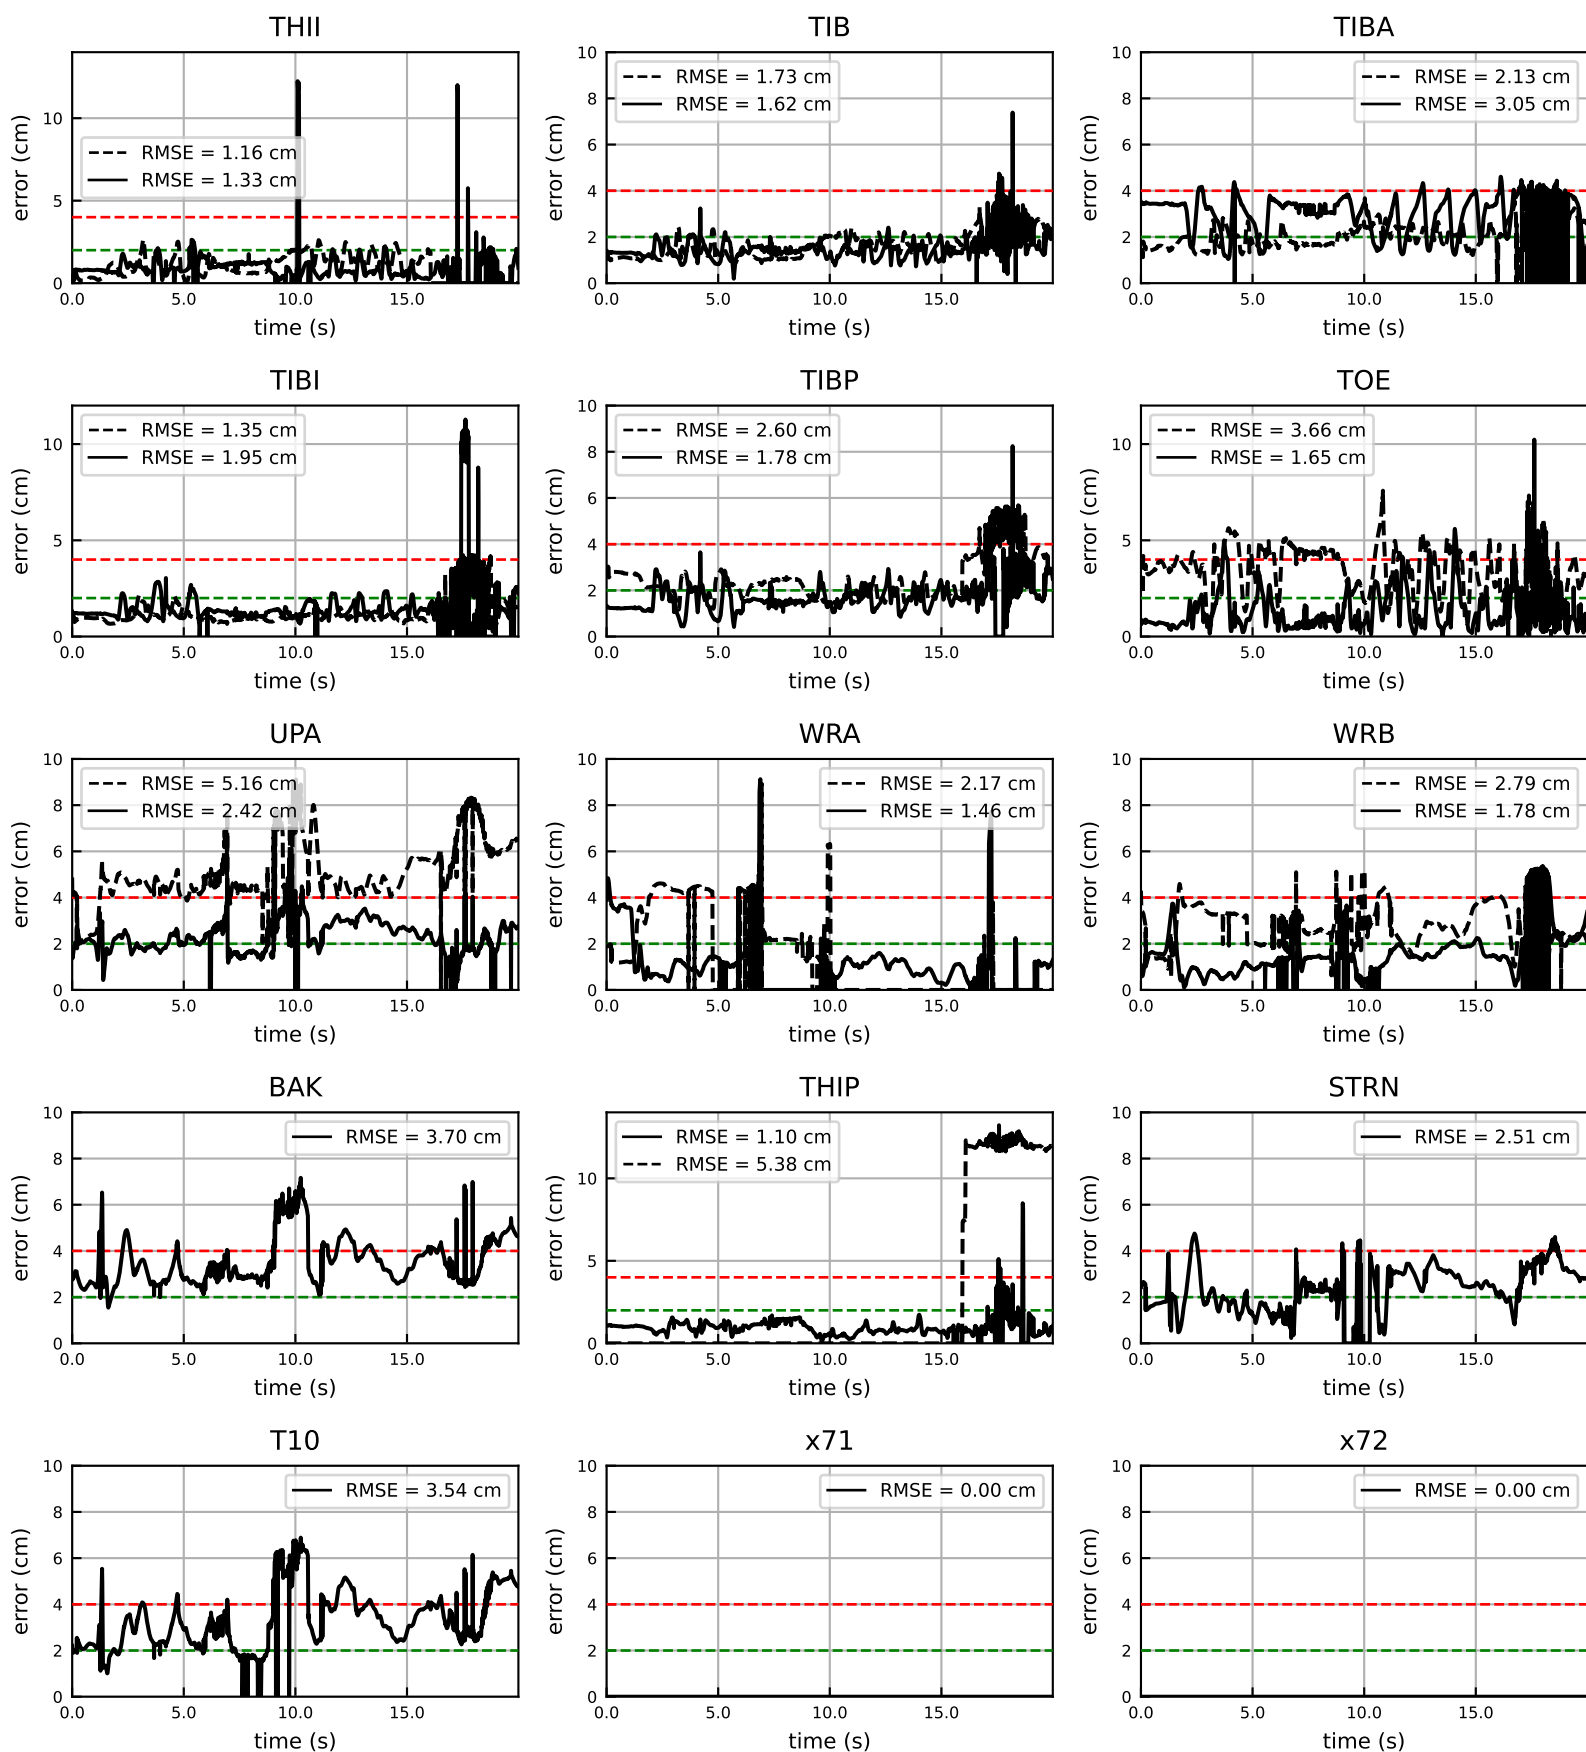 THII TIB TIBA
error (cm) 10 5 0 RMSE = 1.16 cm RMSE = 1.33 cm
error (cm) 10 8 6 4 2 0 RMSE = 1.73 cm RMSE = 1.62 cm
error (cm) 10 8 6 4 2 0 RMSE = 2.13 cm RMSE = 3.05 cm
0.0 5.0 10.0 15.0 0.0 5.0 10.0 15.0 0.0 5.0 10.0 15.0
time (s) time (s) time (s)
TIBI TIBP TOE
error (cm) 10 5 0 RMSE = 1.35 cm RMSE = 1.95 cm
error (cm) 10 8 6 4 2 0 RMSE = 2.60 cm RMSE = 1.78 cm
error (cm) 10 5 0 RMSE = 3.66 cm RMSE = 1.65 cm
0.0 5.0 10.0 15.0 0.0 5.0 10.0 15.0 0.0 5.0 10.0 15.0
time (s) time (s) time (s)
UPA WRA WRB
error (cm) 10 8 6 4 2 0 RMSE = 5.16 cm RMSE = 2.42 cm
error (cm) 10 8 6 4 2 0 RMSE = 2.17 cm RMSE = 1.46 cm
error (cm) 10 8 6 4 2 0 RMSE = 2.79 cm RMSE = 1.78 cm
0.0 5.0 10.0 15.0 0.0 5.0 10.0 15.0 0.0 5.0 10.0 15.0
time (s) time (s) time (s)
BAK THIP STRN
error (cm) 10 8 6 4 2 0 RMSE = 3.70 cm
error (cm) 10 5 0 RMSE = 1.10 cm RMSE = 5.38 cm
error (cm) 10 8 6 4 2 0 RMSE = 2.51 cm
0.0 5.0 10.0 15.0 0.0 5.0 10.0 15.0 0.0 5.0 10.0 15.0
time (s) time (s) time (s)
T10 x71 x72
error (cm) 10 8 6 4 2 0 RMSE = 3.54 cm
error (cm) 10 8 6 4 2 0 RMSE = 0.00 cm
error (cm) 10 8 6 4 2 0 RMSE = 0.00 cm
0.0 5.0 10.0 15.0 0.0 5.0 10.0 15.0 0.0 5.0 10.0 15.0
time (s) time (s) time (s)